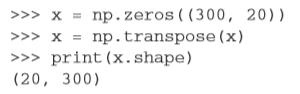 >>> x = np.zeros((300, 20))
>>> x = np.transpose(x)
>>> print(x.shape)
(20, 300)